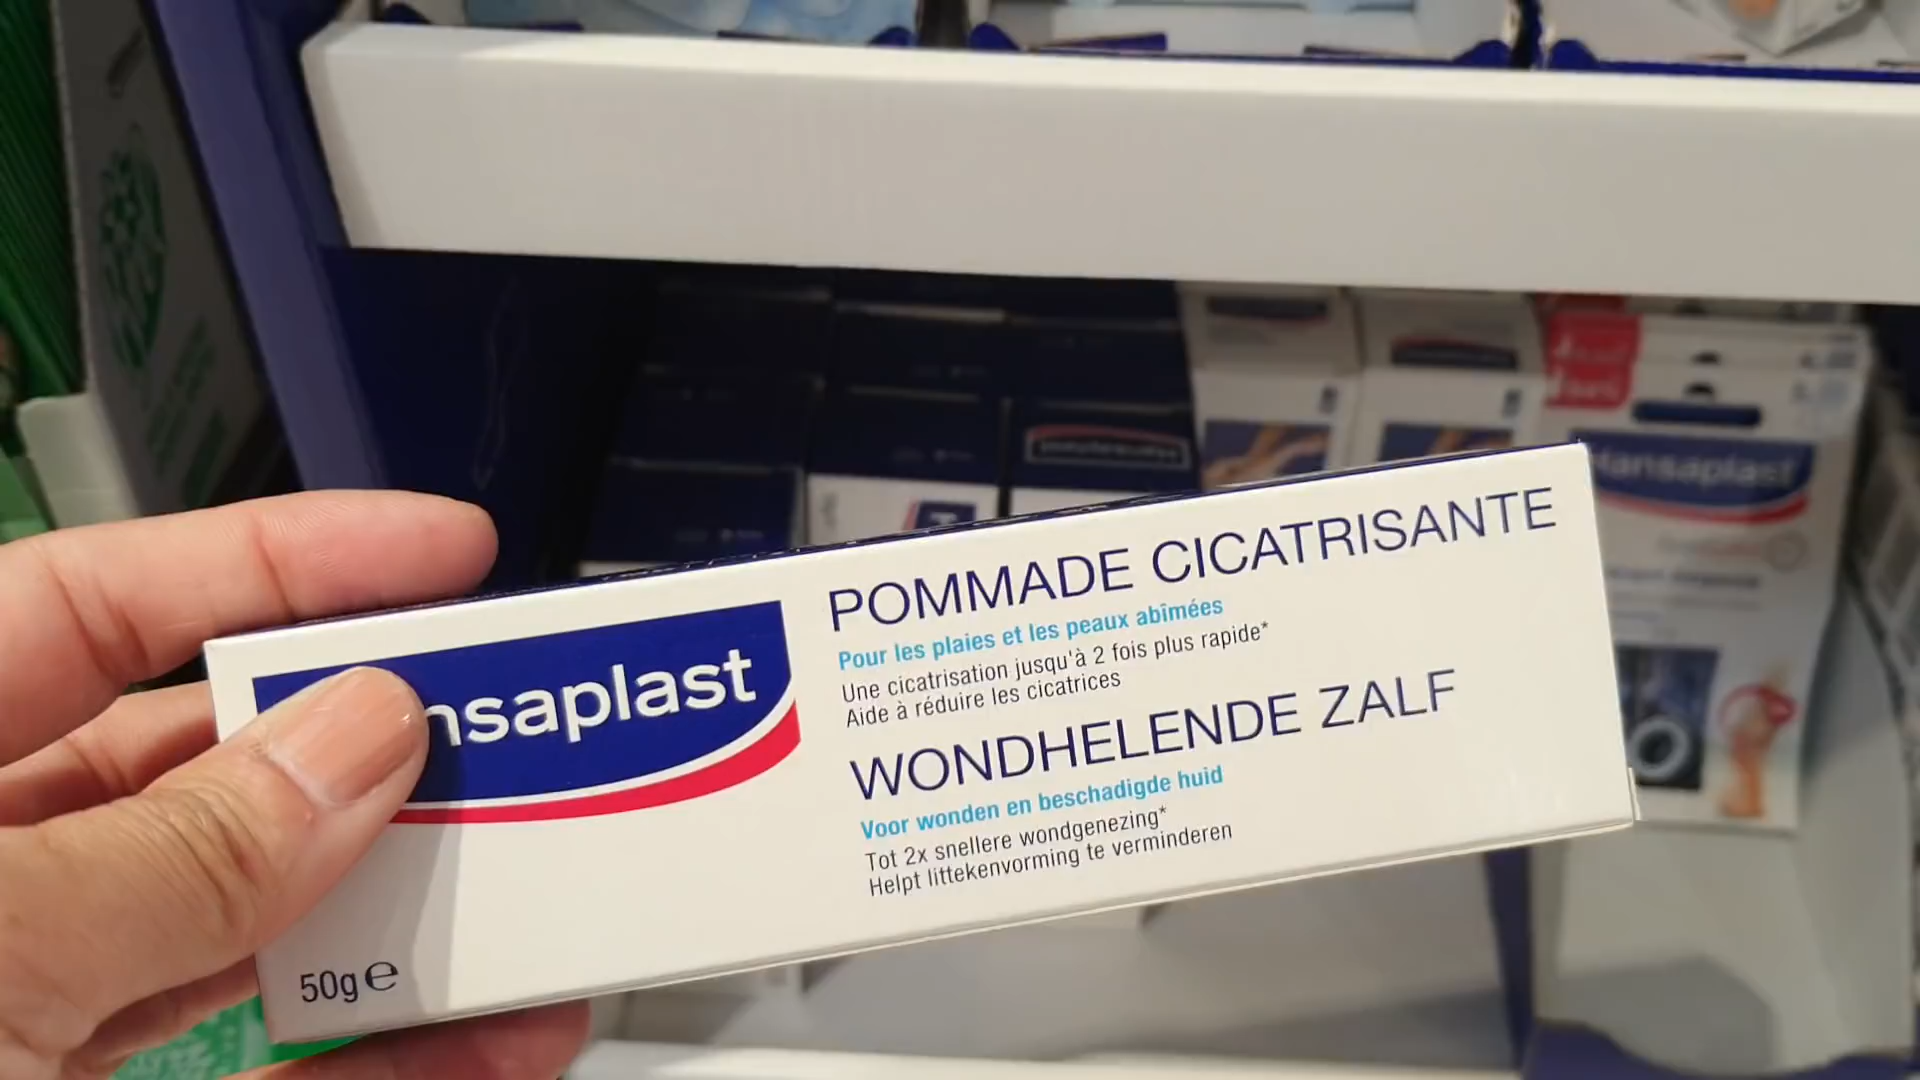 nsaplast
POMMADE CICATRISANTE
Pour les plaies et les peaux abîmées
Une cicatrisation jusqu'à 2 fois plus rapide*
Aide à réduire les cicatrices
WONDHELENDE ZALF
Voor wonden en beschadigde huid
Tot 2x snellere wondgenezing*
Helpt littekenvorming te verminderen
50g e
Hansaplast